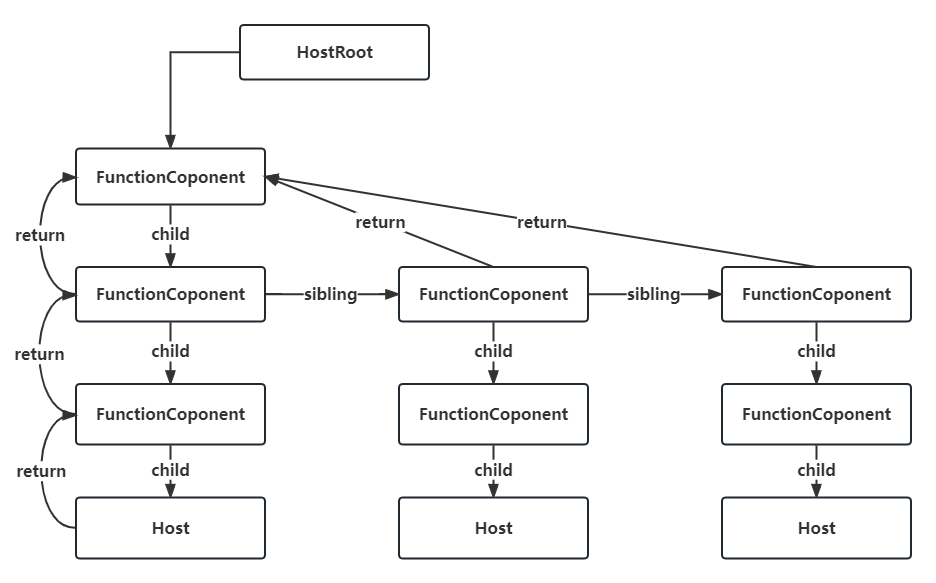 HostRoot
FunctionCoponent
return
child
return
return
FunctionCoponent
sibling
FunctionCoponent
sibling
FunctionCoponent
return
child
child
child
FunctionCoponent
FunctionCoponent
FunctionCoponent
return
child
child
child
Host
Host
Host